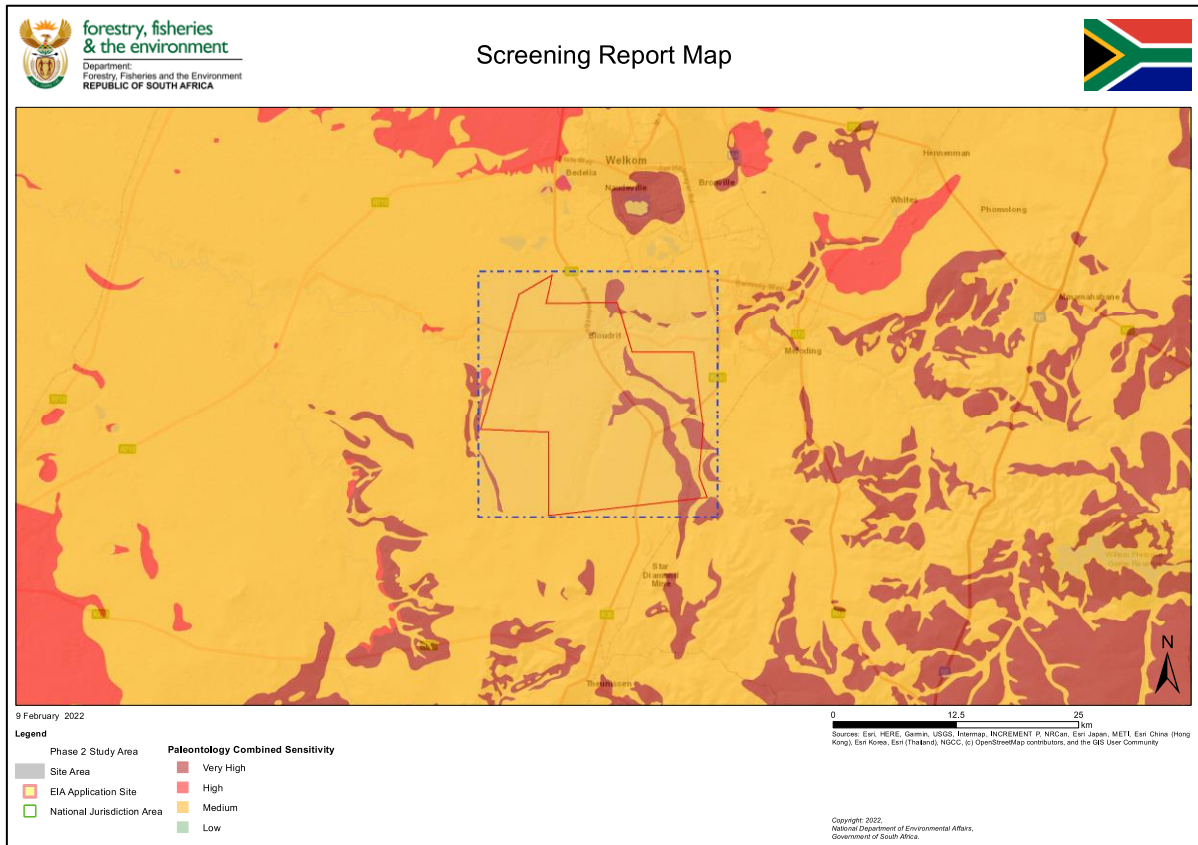 forestry, fisheries
& the environment
Department:
Forestry, Fisheries and the Environment
REPUBLIC OF SOUTH AFRICA
Screening Report Map
Welkom
Bedelia
Naudeville
Bronville
Hennenman
Whites
Phomolong
Mmamahabane
Bloudrif
Meloding
Star
Diamond
Mine
Theunissen
N
9 February 2022
Legend
Phase 2 Study Area
Site Area
EIA Application Site
National Jurisdiction Area
Paleontology Combined Sensitivity
Very High
High
Medium
Low
0 12.5 25
km
Sources: Esri, HERE, Garmin, USGS, Intermap, INCREMENT P, NRCan, Esri Japan, METI, Esri China (Hong
Kong), Esri Korea, Esri (Thailand), NGCC, (c) OpenStreetMap contributors, and the GIS User Community
Copyright: 2022,
National Department of Environmental Affairs,
Government of South Africa.